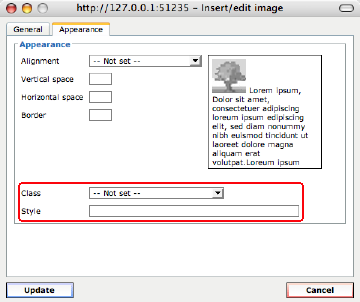 http://127.0.0.1:51235 - Insert/edit image
General Appearance
Appearance
Alignment -- Not set --
Vertical space
Horizontal space
Border
Lorem ipsum,
Dolor sit amet,
consectetuer adipiscing
loreum ipsum edipiscing
elit, sed diam nonummy
nibh euismod tincidunt ut
laoreet dolore magna
aliquam erat
volutpat.Loreum ipsum
Class -- Not set --
Style
Update Cancel